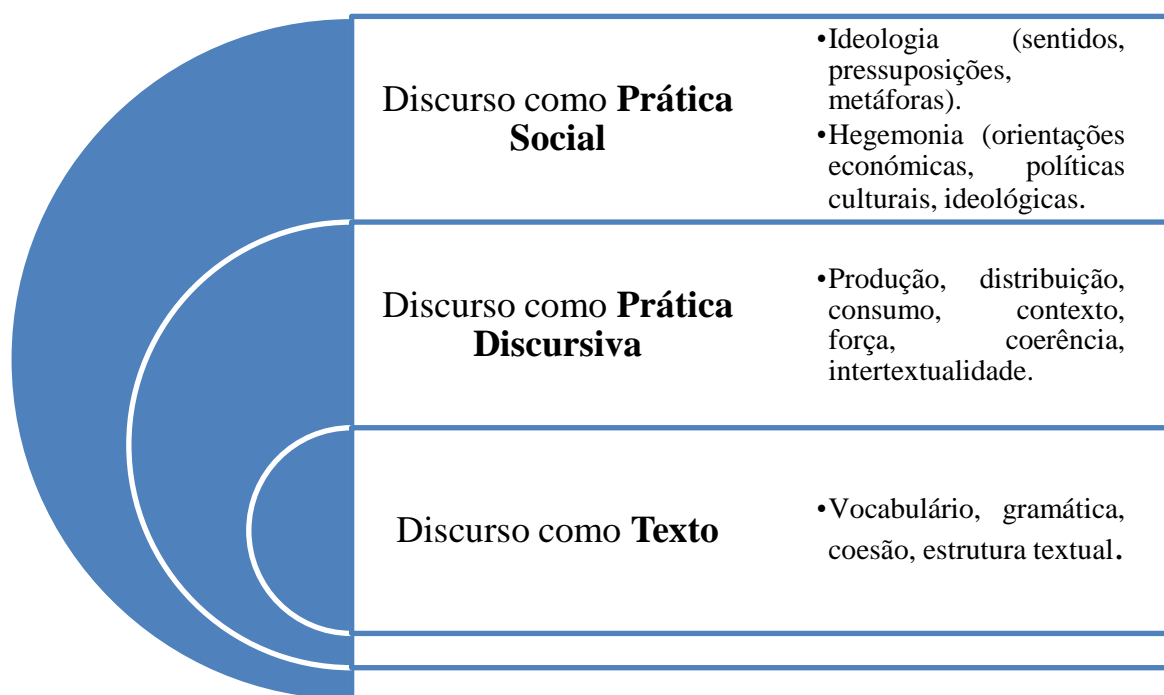 Discurso como Prática
Social
•Ideologia (sentidos,
pressuposições,
metáforas).
•Hegemonia (orientações
económicas, políticas
culturais, ideológicas.
Discurso como Prática
Discursiva
•Produção, distribuição,
consumo, contexto,
força, coerência,
intertextualidade.
Discurso como Texto
•Vocabulário, gramática,
coesão, estrutura textual.